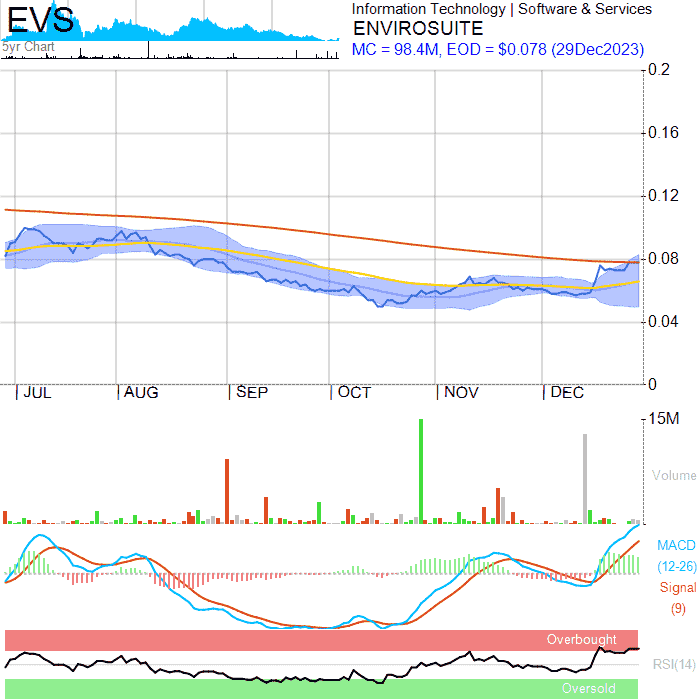 EVS
5yr Chart
Information Technology | Software & Services
ENVIROSUITE
MC = 98.4M, EOD = $0.078 (29Dec2023)
0.2
0.16
0.12
0.08
0.04
0
JUL AUG SEP OCT NOV DEC
15M
Volume
MACD
(12-26)
Signal
(9)
Overbought
RSI(14)
Oversold